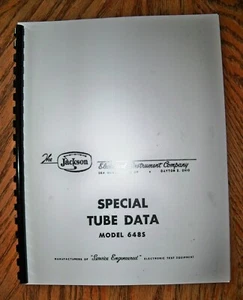 The Jackson Electrical Instrument Company
DAYTON 2, OHIO
SPECIAL
TUBE DATA
MODEL 648S
MANUFACTURERS OF "Service Engineered" ELECTRONIC TEST EQUIPMENT